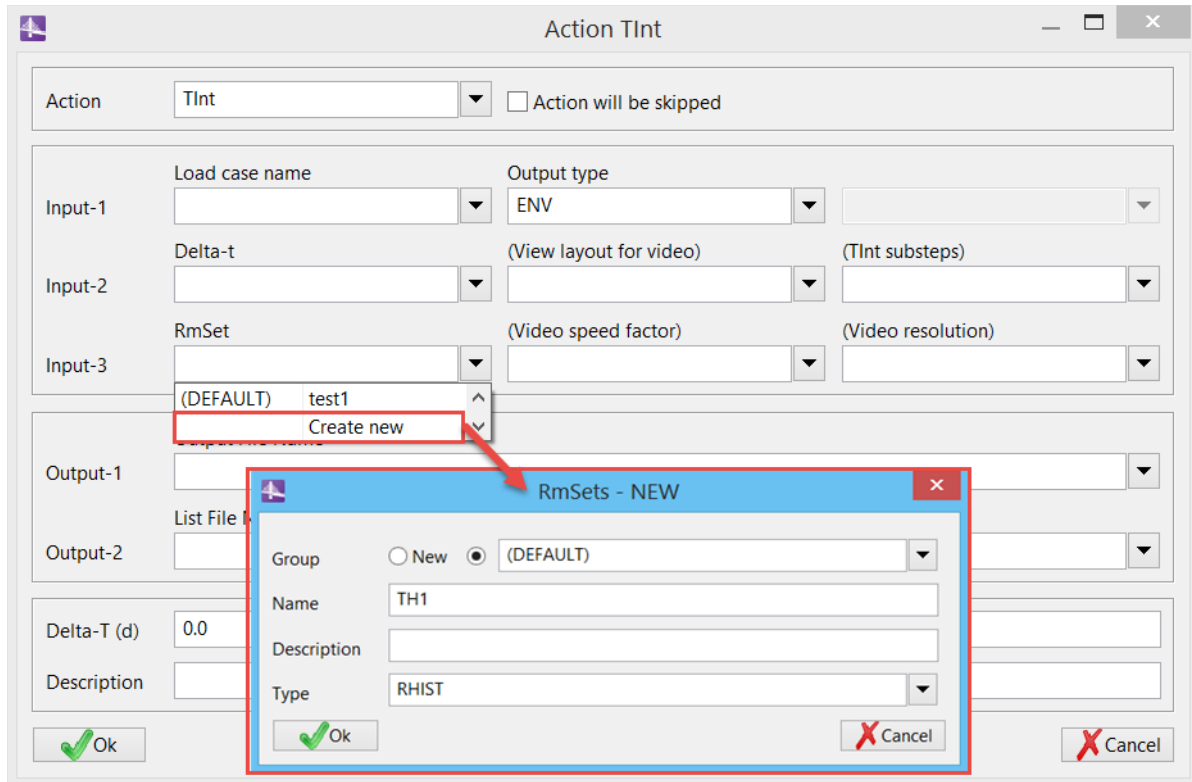 Action TInt
Action TInt Action will be skipped
Load case name Output type
Input-1 ENV
Delta-t (View layout for video) (TInt substeps)
Input-2
RmSet (Video speed factor) (Video resolution)
Input-3
(DEFAULT) test1
Create new
Output-1
RmSets - NEW
List File
Output-2
Group New (DEFAULT)
Name TH1
Delta-T (d) 0.0
Description
Description
Type RHIST
Ok Cancel
Ok Cancel